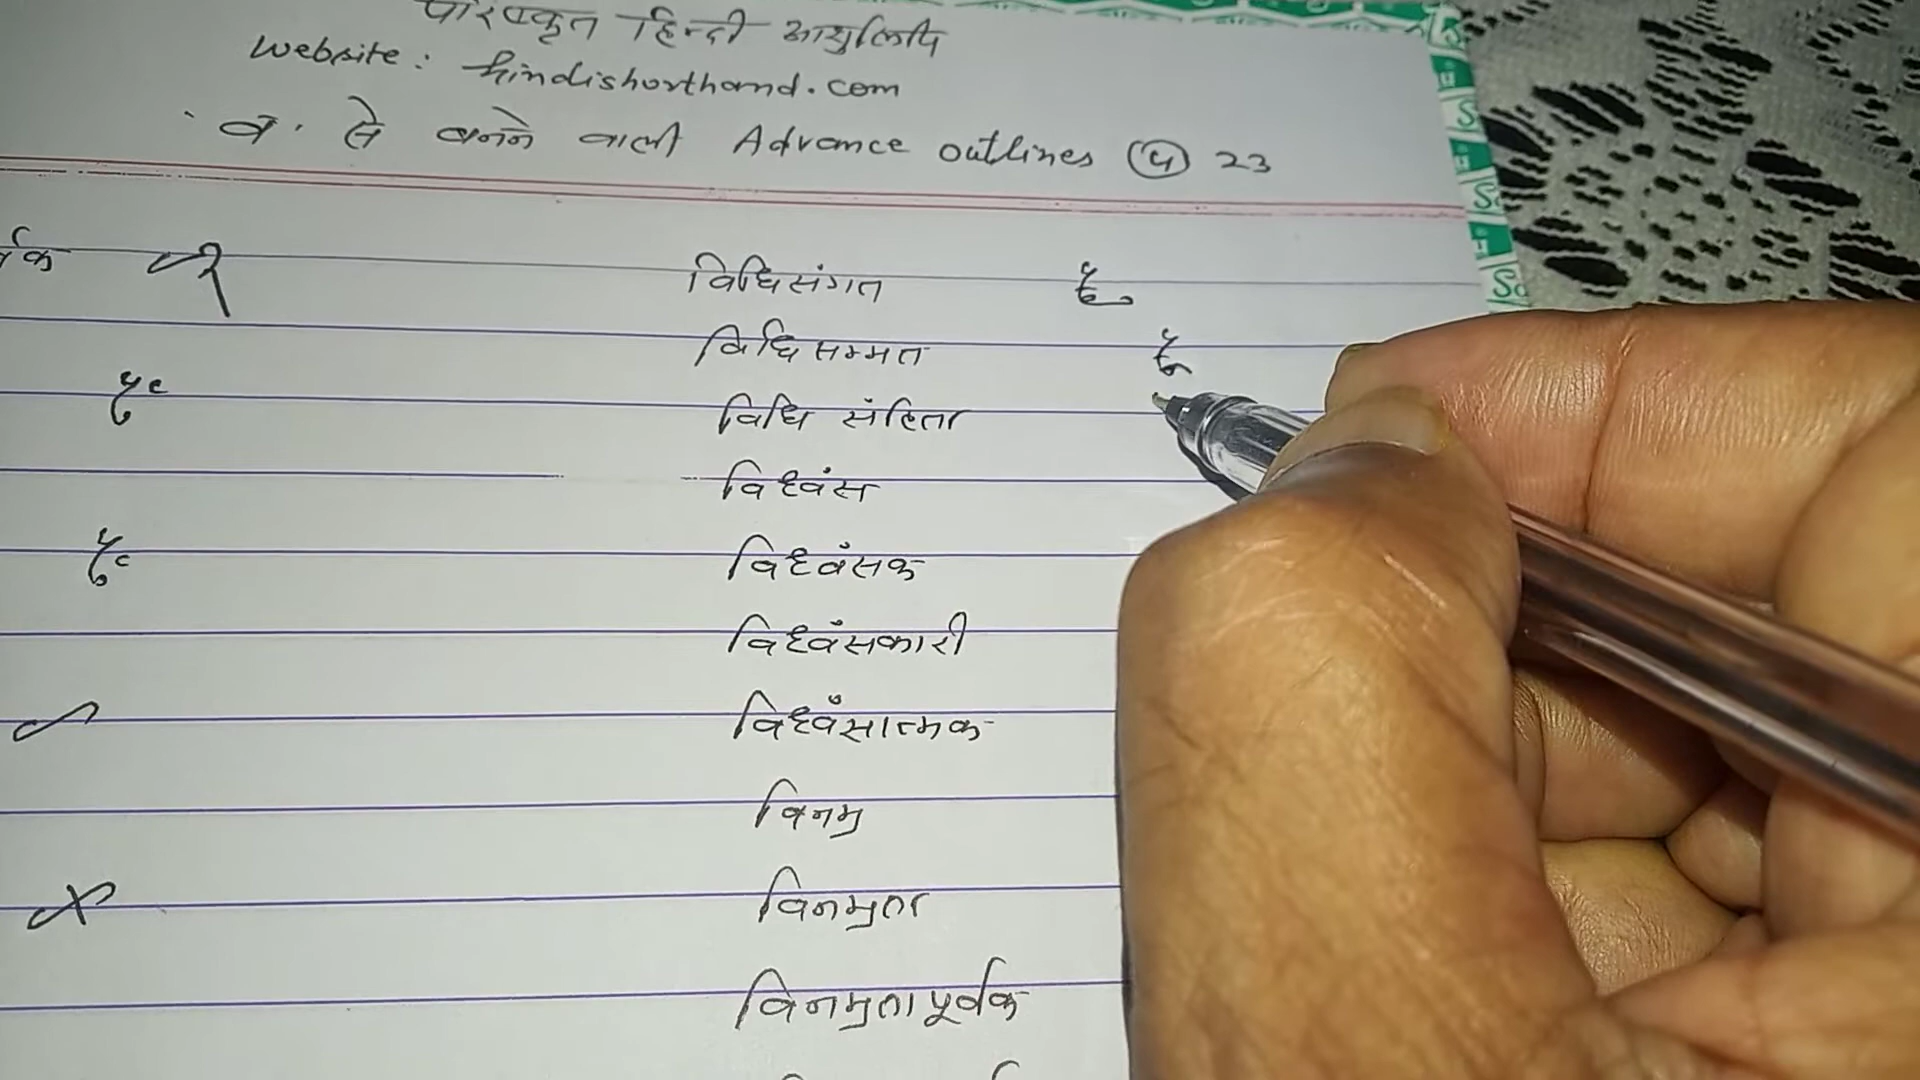 परिष्कृत हिन्दी आशुलिपि
Website : hindishorthand.com
'व' से बनने वाली Advance outlines (५) 23
विधिसंगत
विधिसम्मत
विधि संहिता
विध्वंस
विध्वंसक
विध्वंसकारी
विध्वंसात्मक
विनम्र
विनम्रता
विनम्रतापूर्वक